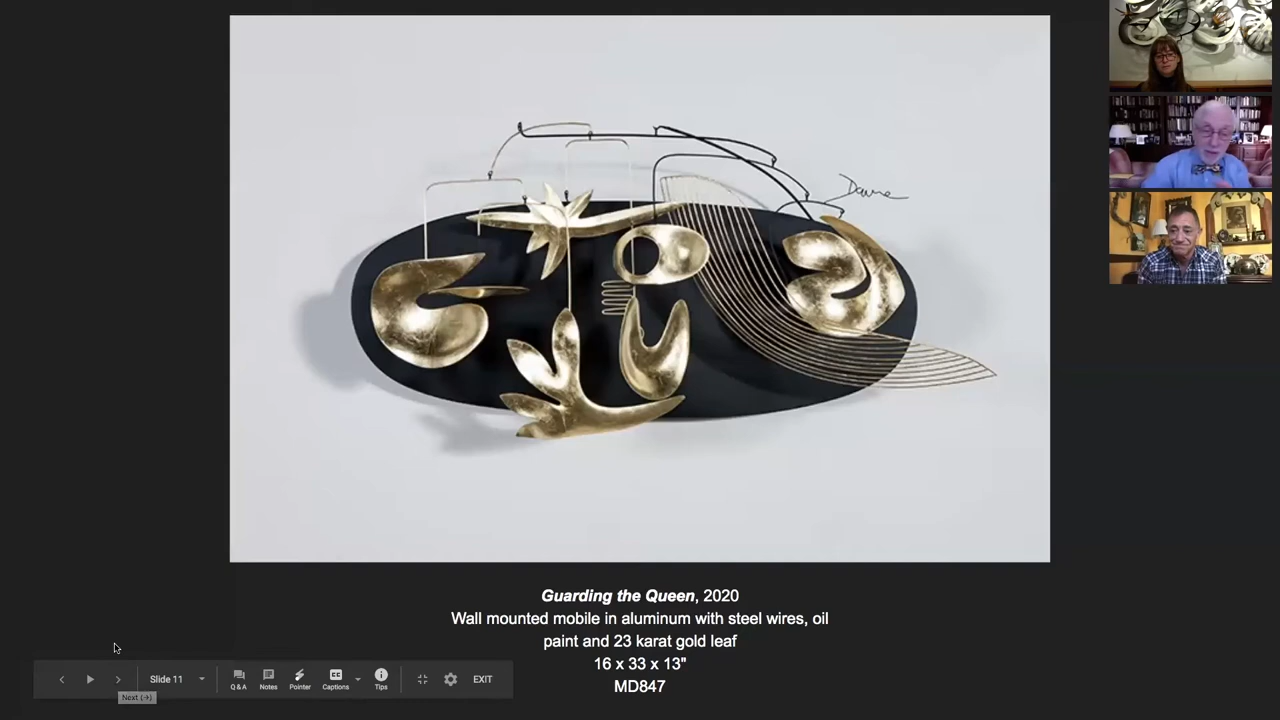 Guarding the Queen, 2020
Wall mounted mobile in aluminum with steel wires, oil
paint and 23 karat gold leaf
16 x 33 x 13"
MD847
Slide 11
Q & A
Notes
Pointer
Captions
Tips
EXIT
Next (→)